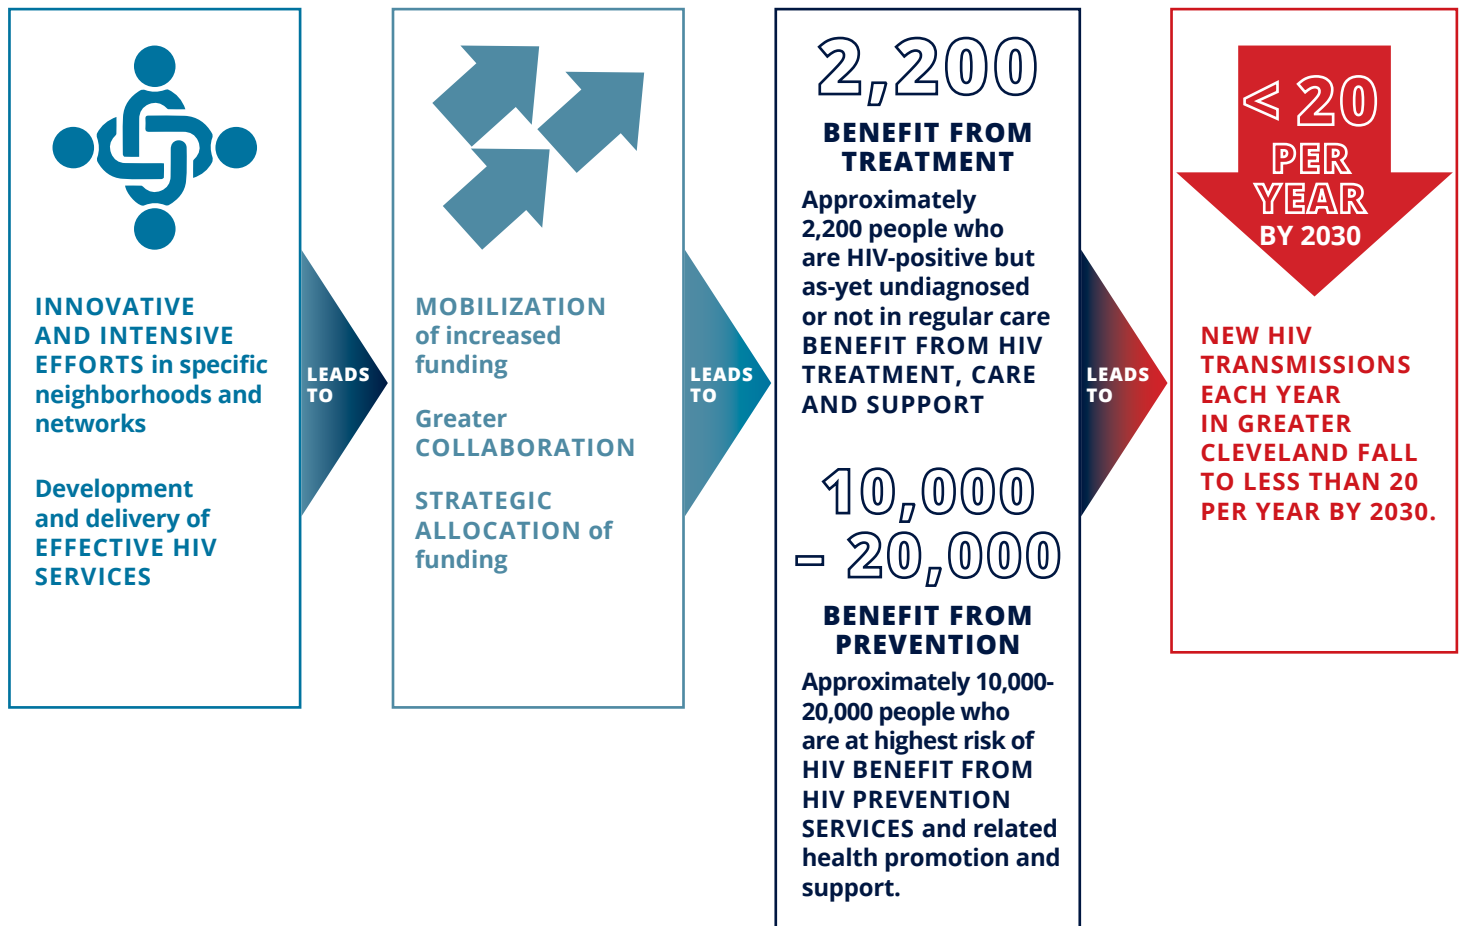 INNOVATIVE
AND INTENSIVE
EFFORTS in specific
neighborhoods and
networks
Development
and delivery of
EFFECTIVE HIV
SERVICES
LEADS
TO
MOBILIZATION
of increased
funding
Greater
COLLABORATION
STRATEGIC
ALLOCATION of
funding
LEADS
TO
2,200
BENEFIT FROM
TREATMENT
Approximately
2,200 people who
are HIV-positive but
as-yet undiagnosed
or not in regular care
BENEFIT FROM HIV
TREATMENT, CARE
AND SUPPORT
10,000
– 20,000
BENEFIT FROM
PREVENTION
Approximately 10,000-
20,000 people who
are at highest risk of
HIV BENEFIT FROM
HIV PREVENTION
SERVICES and related
health promotion and
support.
LEADS
TO
< 20
PER
YEAR
BY 2030
NEW HIV
TRANSMISSIONS
EACH YEAR
IN GREATER
CLEVELAND FALL
TO LESS THAN 20
PER YEAR BY 2030.